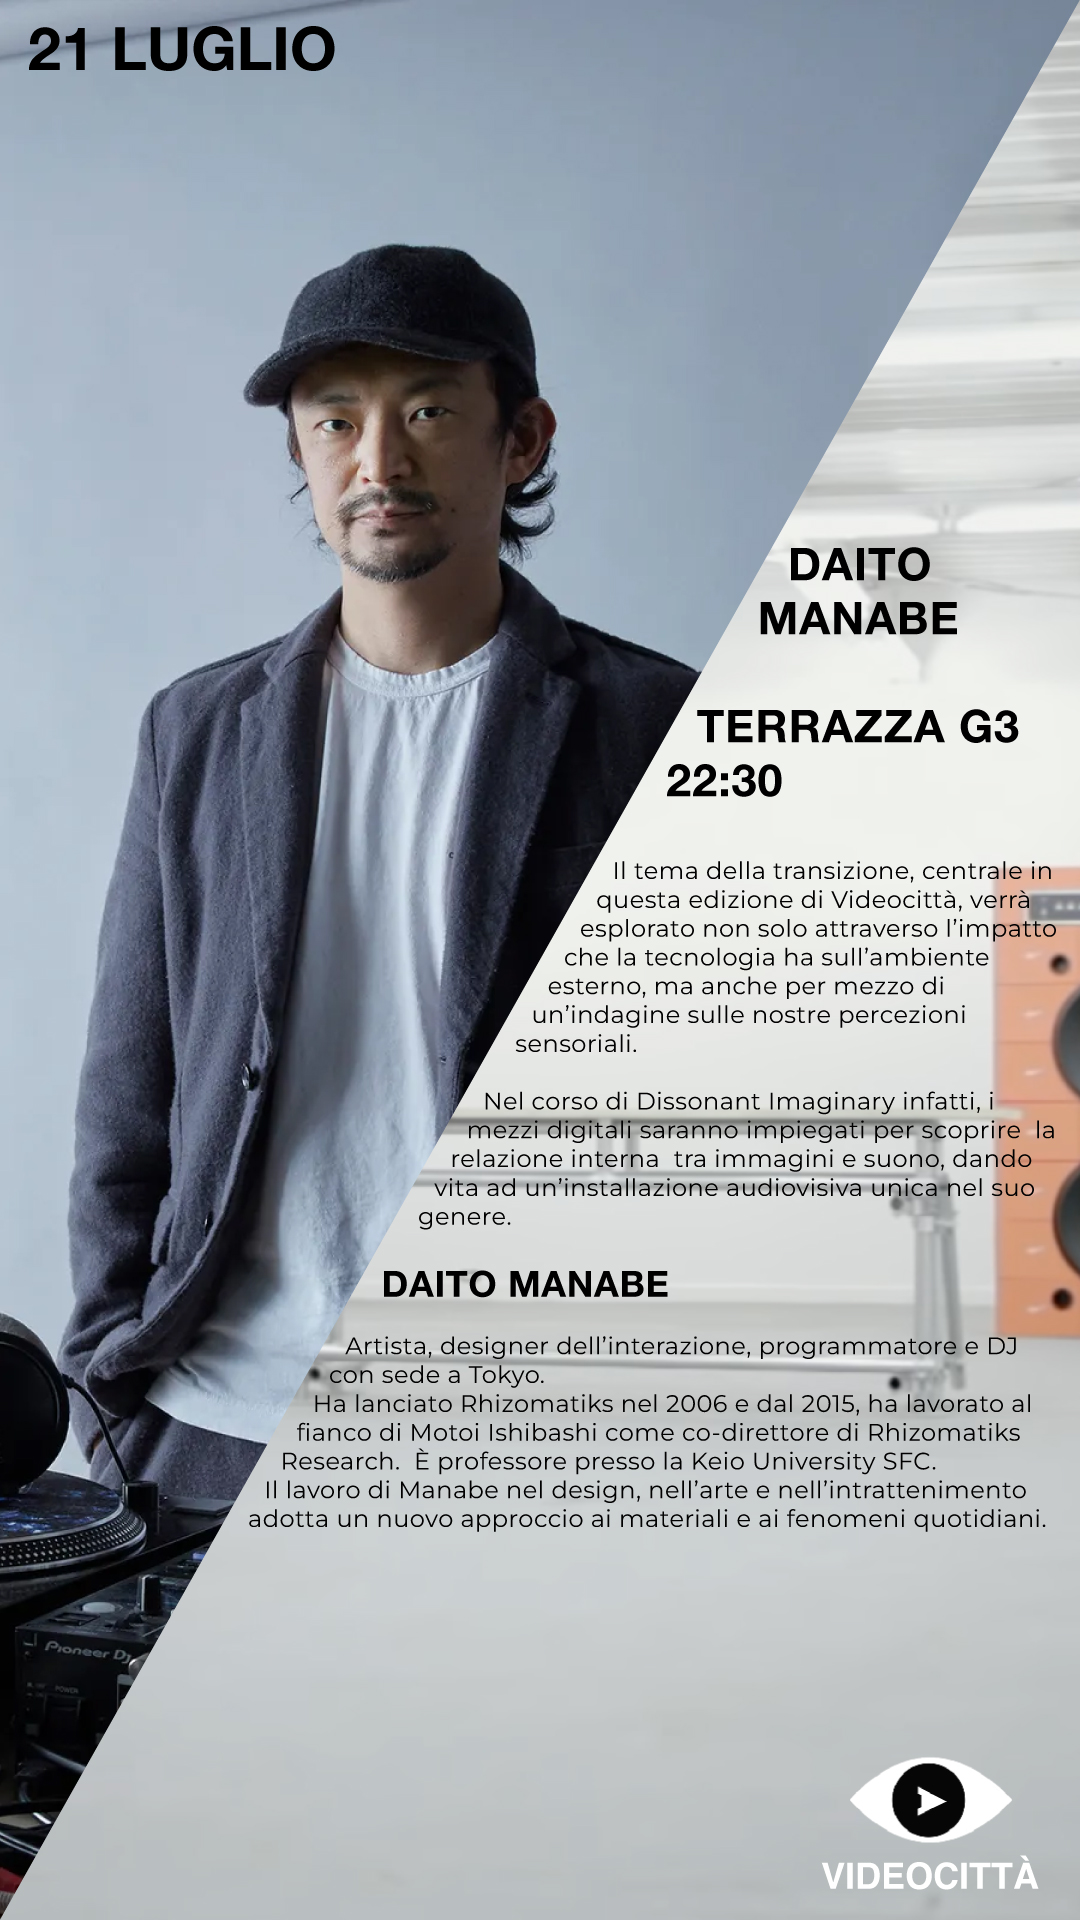 21 LUGLIO
DAITO
MANABE
TERRAZZA G3
22:30
Il tema della transizione, centrale in
questa edizione di Videocittà, verrà
esplorato non solo attraverso l’impatto
che la tecnologia ha sull’ambiente
esterno, ma anche per mezzo di
un’indagine sulle nostre percezioni
sensoriali.
Nel corso di Dissonant Imaginary infatti, i
mezzi digitali saranno impiegati per scoprire  la
relazione interna  tra immagini e suono, dando
vita ad un’installazione audiovisiva unica nel suo
genere.
DAITO MANABE
Artista, designer dell’interazione, programmatore e DJ
con sede a Tokyo.
Ha lanciato Rhizomatiks nel 2006 e dal 2015, ha lavorato al
fianco di Motoi Ishibashi come co-direttore di Rhizomatiks
Research.  È professore presso la Keio University SFC.
Il lavoro di Manabe nel design, nell’arte e nell’intrattenimento
adotta un nuovo approccio ai materiali e ai fenomeni quotidiani.
Pioneer Dj
POWER
VIDEOCITTÀ